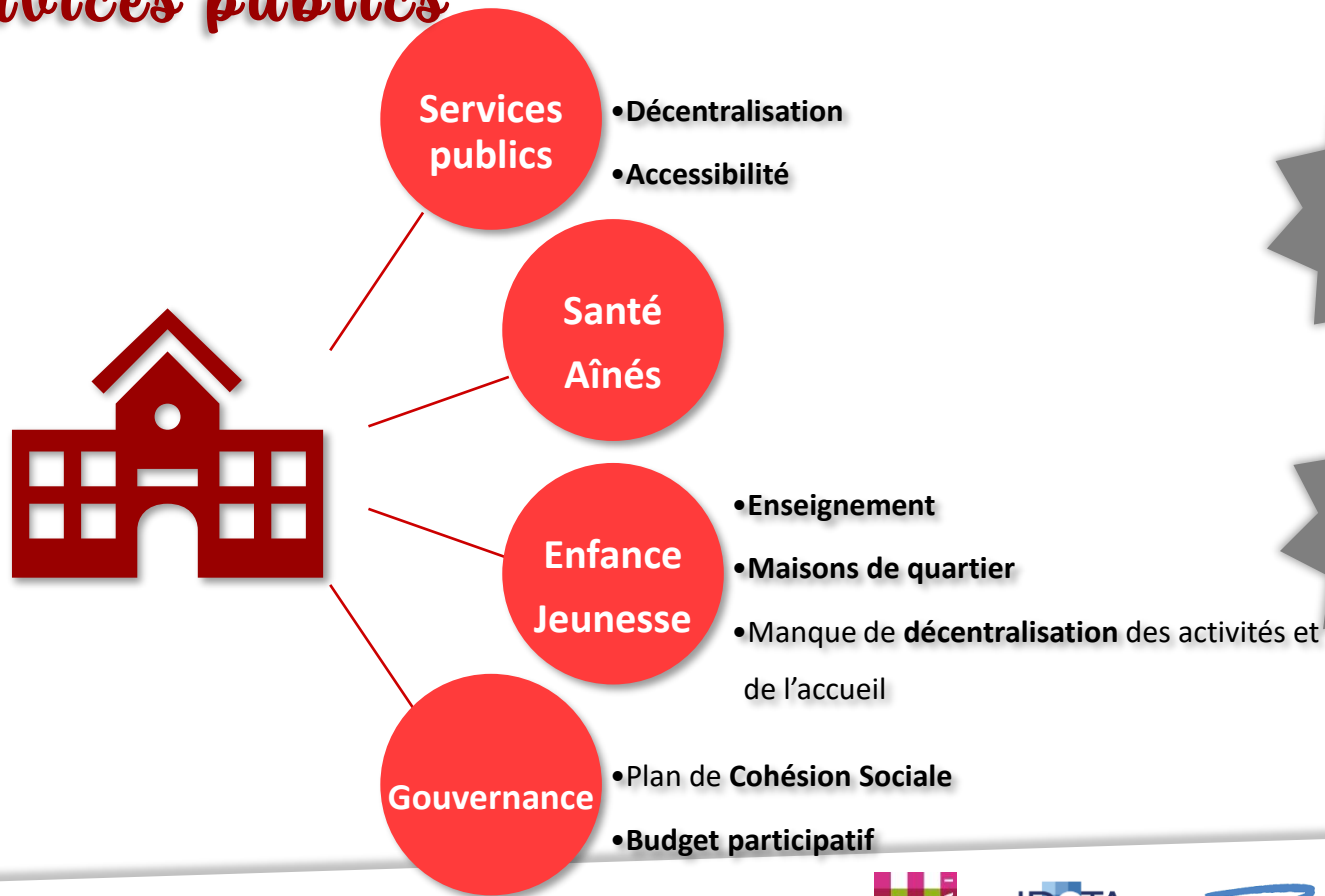 publics
Services
publics
•Décentralisation
•Accessibilité
Santé
Aînés
Enfance
Jeunesse
•Enseignement
•Maisons de quartier
•Manque de décentralisation des activités et
de l’accueil
Gouvernance
•Plan de Cohésion Sociale
•Budget participatif